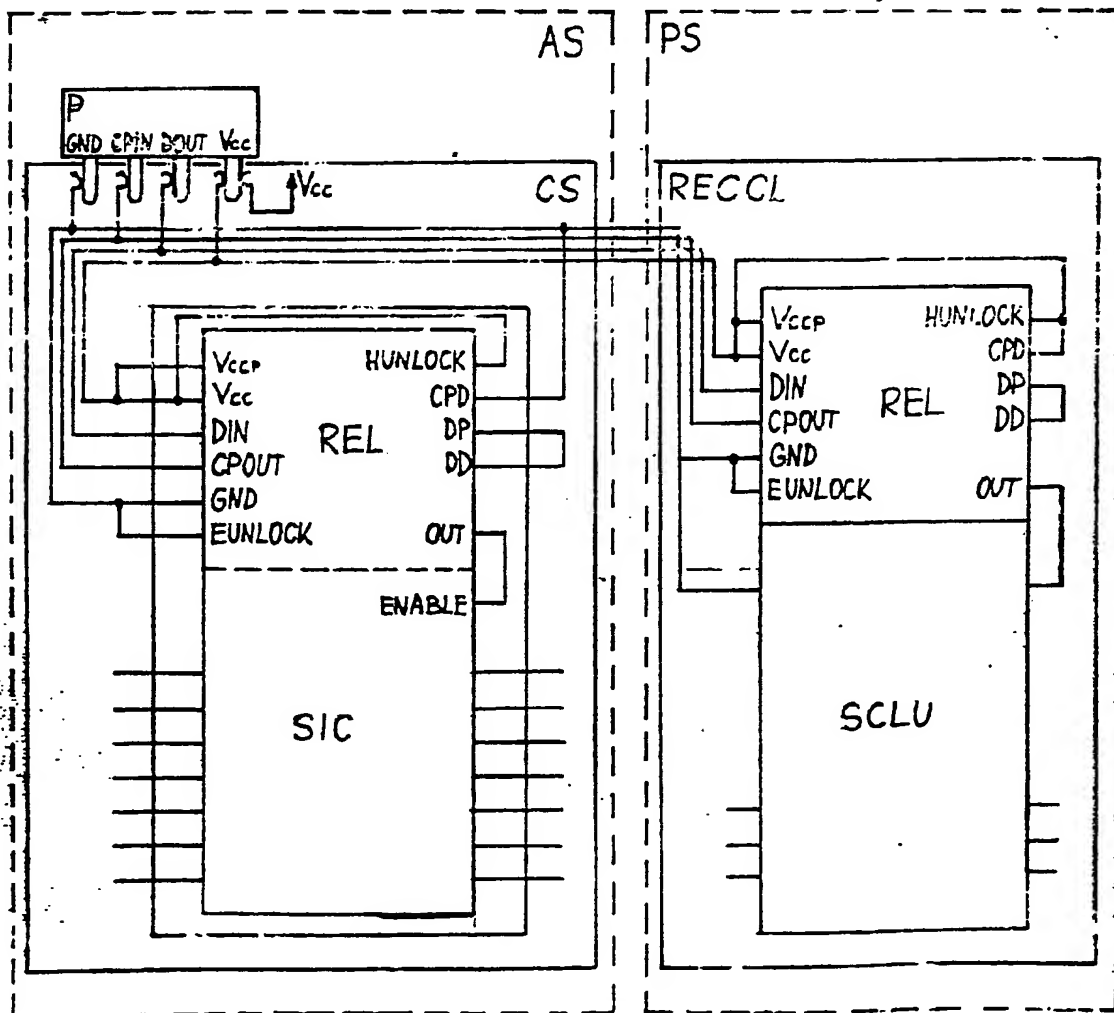 AS
PS
P
GND CPIN DOUT Vcc
Vcc
CS
RECCL
VCCP
Vcc
DIN
CPOUT
GND
EUNLOCK
REL
HUNLOCK
CPD
DP
DD
OUT
ENABLE
SIC
VCCP
Vcc
DIN
CPOUT
GND
EUNLOCK
REL
HUNLOCK
CPD
DP
DD
OUT
SCLU